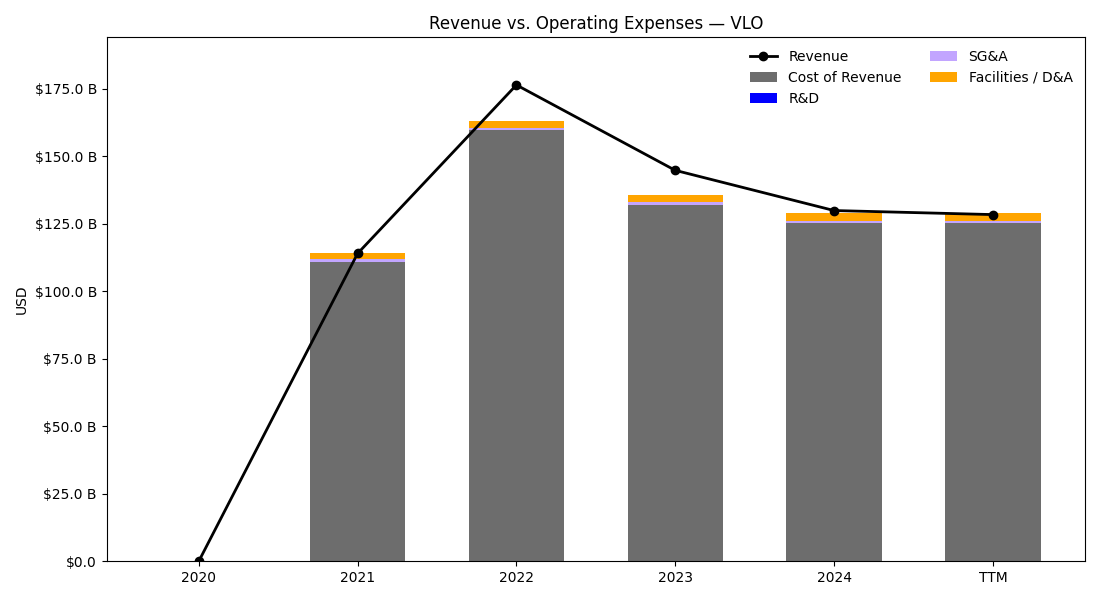 Revenue vs. Operating Expenses — VLO
Revenue
Cost of Revenue
R&D
SG&A
Facilities / D&A
USD
$175.0 B
$150.0 B
$125.0 B
$100.0 B
$75.0 B
$50.0 B
$25.0 B
$0.0
2020 2021 2022 2023 2024 TTM